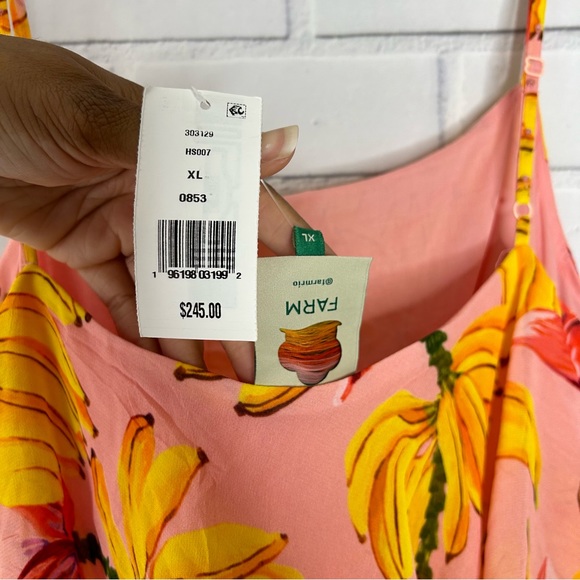 303129
HS007
XL
0853
1 96198 03199 2
$245.00
XL
@farmrio
FARM